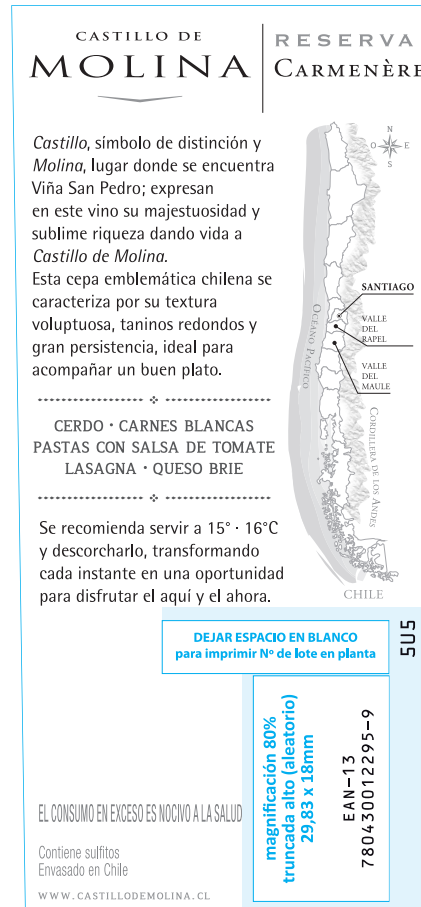 CASTILLO DE
MOLINA
RESERVA
CARMENÈRE
Castillo, símbolo de distinción y
Molina, lugar donde se encuentra
Viña San Pedro; expresan
en este vino su majestuosidad y
sublime riqueza dando vida a
Castillo de Molina.
Esta cepa emblemática chilena se
caracteriza por su textura
voluptuosa, taninos redondos y
gran persistencia, ideal para
acompañar un buen plato.
CERDO · CARNES BLANCAS
PASTAS CON SALSA DE TOMATE
LASAGNA · QUESO BRIE
Se recomienda servir a 15° · 16°C
y descorcharlo, transformando
cada instante en una oportunidad
para disfrutar el aquí y el ahora.
N
O E
S
SANTIAGO
VALLE
DEL
RAPEL
VALLE
DEL
MAULE
OCÉANO PACÍFICO
CORDILLERA DE LOS ANDES
CHILE
DEJAR ESPACIO EN BLANCO
para imprimir Nº de lote en planta
5U5
magnificación 80%
truncada alto (aleatorio)
29,83 x 18mm
EAN-13
780430012295-9
EL CONSUMO EN EXCESO ES NOCIVO A LA SALUD
Contiene sulfitos
Envasado en Chile
WWW.CASTILLODEMOLINA.CL